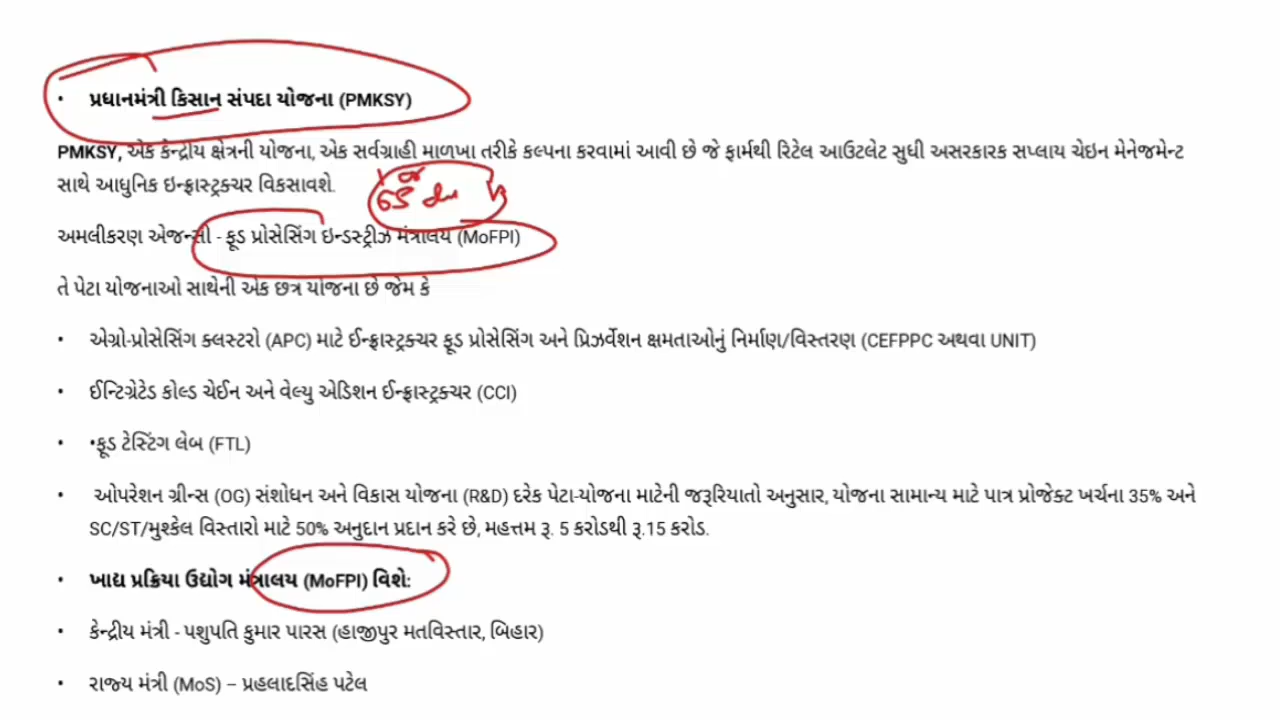 • પ્રધાનમંત્રી કિસાન સંપદા યોજના (PMKSY)
PMKSY, એક કેન્દ્રીય ક્ષેત્રની યોજના, એક સર્વગ્રાહી માળખા તરીકે કલ્પના કરવામાં આવી છે જે ફાર્મથી રિટેલ આઉટલેટ સુધી અસરકારક સપ્લાય ચેઇન મેનેજમેન્ટ
સાથે આધુનિક ઇન્ફ્રાસ્ટ્રક્ચર વિકસાવશે.
અમલીકરણ એજન્સી - ફૂડ પ્રોસેસિંગ ઇન્ડસ્ટ્રીઝ મંત્રાલય (MoFPI)
તે પેટા યોજનાઓ સાથેની એક છત્ર યોજના છે જેમ કે
• એગ્રો-પ્રોસેસિંગ ક્લસ્ટરો (APC) માટે ઈન્ફ્રાસ્ટ્રક્ચર ફૂડ પ્રોસેસિંગ અને પ્રિઝર્વેશન ક્ષમતાઓનું નિર્માણ/વિસ્તરણ (CEFPPC અથવા UNIT)
• ઈન્ટિગ્રેટેડ કોલ્ડ ચેઈન અને વેલ્યુ એડિશન ઈન્ફ્રાસ્ટ્રક્ચર (CCI)
• •ફૂડ ટેસ્ટિંગ લેબ (FTL)
• ઓપરેશન ગ્રીન્સ (OG) સંશોધન અને વિકાસ યોજના (R&D) દરેક પેટા-યોજના માટેની જરૂરિયાતો અનુસાર, યોજના સામાન્ય માટે પાત્ર પ્રોજેક્ટ ખર્ચના 35% અને
SC/ST/મુશ્કેલ વિસ્તારો માટે 50% અનુદાન પ્રદાન કરે છે, મહત્તમ રૂ. 5 કરોડથી રૂ.15 કરોડ.
• ખાદ્ય પ્રક્રિયા ઉદ્યોગ મંત્રાલય (MoFPI) વિશે:
• કેન્દ્રીય મંત્રી - પશુપતિ કુમાર પારસ (હાજીપુર મતવિસ્તાર, બિહાર)
• રાજ્ય મંત્રી (MoS) – પ્રહલાદસિંહ પટેલ